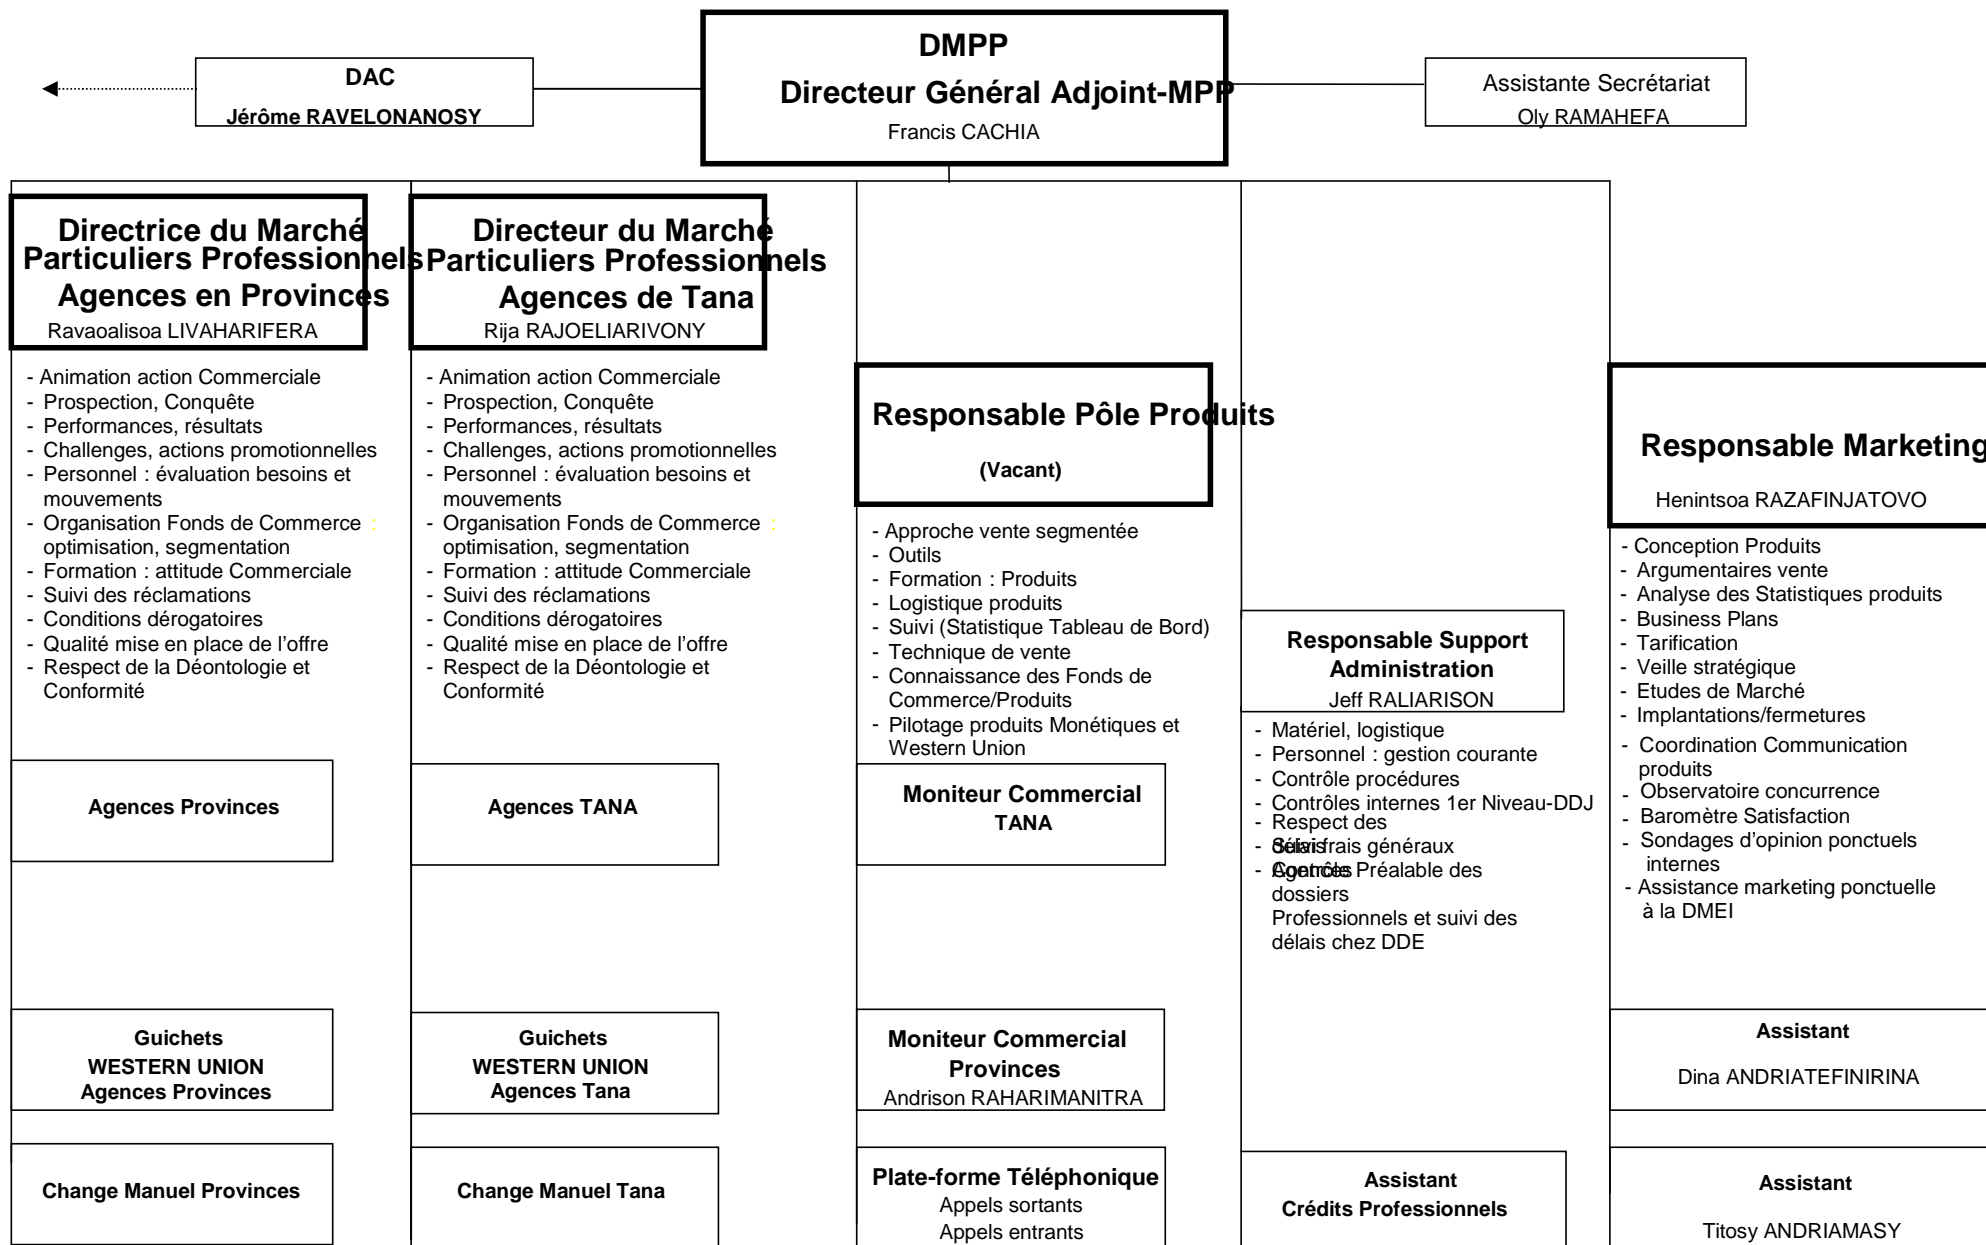 DMPP
Directeur Général Adjoint-MPP
Francis CACHIA
DAC
Jérôme RAVELONANOSY
Assistante Secrétariat
Oly RAMAHEFA
Directrice du Marché
Particuliers Professionnels
Agences en Provinces
Ravaoalisoa LIVAHARIFERA
- Animation action Commerciale
- Prospection, Conquête
- Performances, résultats
- Challenges, actions promotionnelles
- Personnel : évaluation besoins et
mouvements
- Organisation Fonds de Commerce :
optimisation, segmentation
- Formation : attitude Commerciale
- Suivi des réclamations
- Conditions dérogatoires
- Qualité mise en place de l’offre
- Respect de la Déontologie et
Conformité
Agences Provinces
Guichets
WESTERN UNION
Agences Provinces
Change Manuel Provinces
Directeur du Marché
Particuliers Professionnels
Agences de Tana
Rija RAJOELIARIVONY
- Animation action Commerciale
- Prospection, Conquête
- Performances, résultats
- Challenges, actions promotionnelles
- Personnel : évaluation besoins et
mouvements
- Organisation Fonds de Commerce :
optimisation, segmentation
- Formation : attitude Commerciale
- Suivi des réclamations
- Conditions dérogatoires
- Qualité mise en place de l’offre
- Respect de la Déontologie et
Conformité
Agences TANA
Guichets
WESTERN UNION
Agences Tana
Change Manuel Tana
Responsable Pôle Produits
(Vacant)
- Approche vente segmentée
- Outils
- Formation : Produits
- Logistique produits
- Suivi (Statistique Tableau de Bord)
- Technique de vente
- Connaissance des Fonds de
Commerce/Produits
- Pilotage produits Monétiques et
Western Union
Moniteur Commercial
TANA
Moniteur Commercial
Provinces
Andrison RAHARIMANITRA
Plate-forme Téléphonique
Appels sortants
Appels entrants
Responsable Support
Administration
Jeff RALIARISON
- Matériel, logistique
- Personnel : gestion courante
- Contrôle procédures
- Contrôles internes 1er Niveau-DDJ
- Respect des
délais
- Suivi frais généraux
Agences
- Contrôle Préalable des
dossiers
Professionnels et suivi des
délais chez DDE
Assistant
Crédits Professionnels
Responsable Marketing
Henintsoa RAZAFINJATOVO
- Conception Produits
- Argumentaires vente
- Analyse des Statistiques produits
- Business Plans
- Tarification
- Veille stratégique
- Etudes de Marché
- Implantations/fermetures
- Coordination Communication
produits
- Observatoire concurrence
- Baromètre Satisfaction
- Sondages d’opinion ponctuels
internes
- Assistance marketing ponctuelle
à la DMEI
Assistant
Dina ANDRIATEFINIRINA
Assistant
Titosy ANDRIAMASY